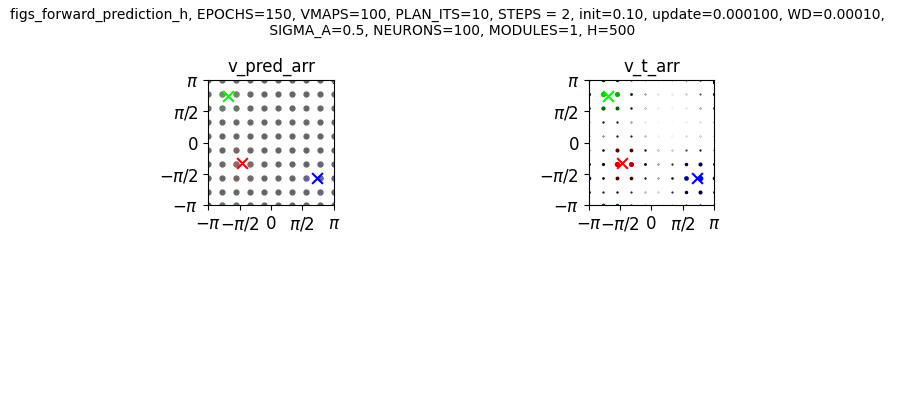 figs_forward_prediction_h, EPOCHS=150, VMAPS=100, PLAN_ITS=10, STEPS = 2, init=0.10, update=0.000100, WD=0.00010,
SIGMA_A=0.5, NEURONS=100, MODULES=1, H=500
v_pred_arr
π
π/2
0
−π/2
−π
−π −π/2 0 π/2 π
v_t_arr
π
π/2
0
−π/2
−π
−π −π/2 0 π/2 π